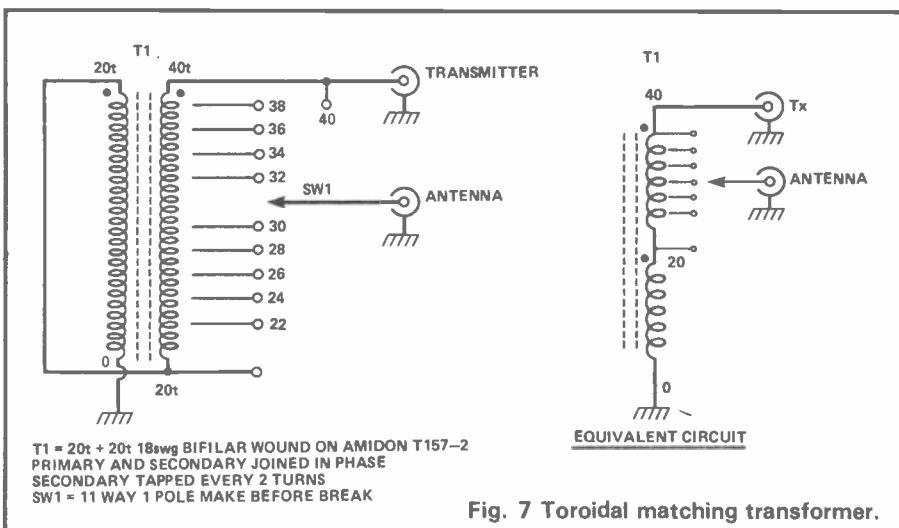 T1
20t
40t
TRANSMITTER
40
38
36
34
32
SW1
ANTENNA
30
28
26
24
22
0
20t
T1
40
Tx
ANTENNA
20
0
EQUIVALENT CIRCUIT
T1 = 20t + 20t 18swg BIFILAR WOUND ON AMIDON T157–2
PRIMARY AND SECONDARY JOINED IN PHASE
SECONDARY TAPPED EVERY 2 TURNS
SW1 = 11 WAY 1 POLE MAKE BEFORE BREAK
Fig. 7 Toroidal matching transformer.